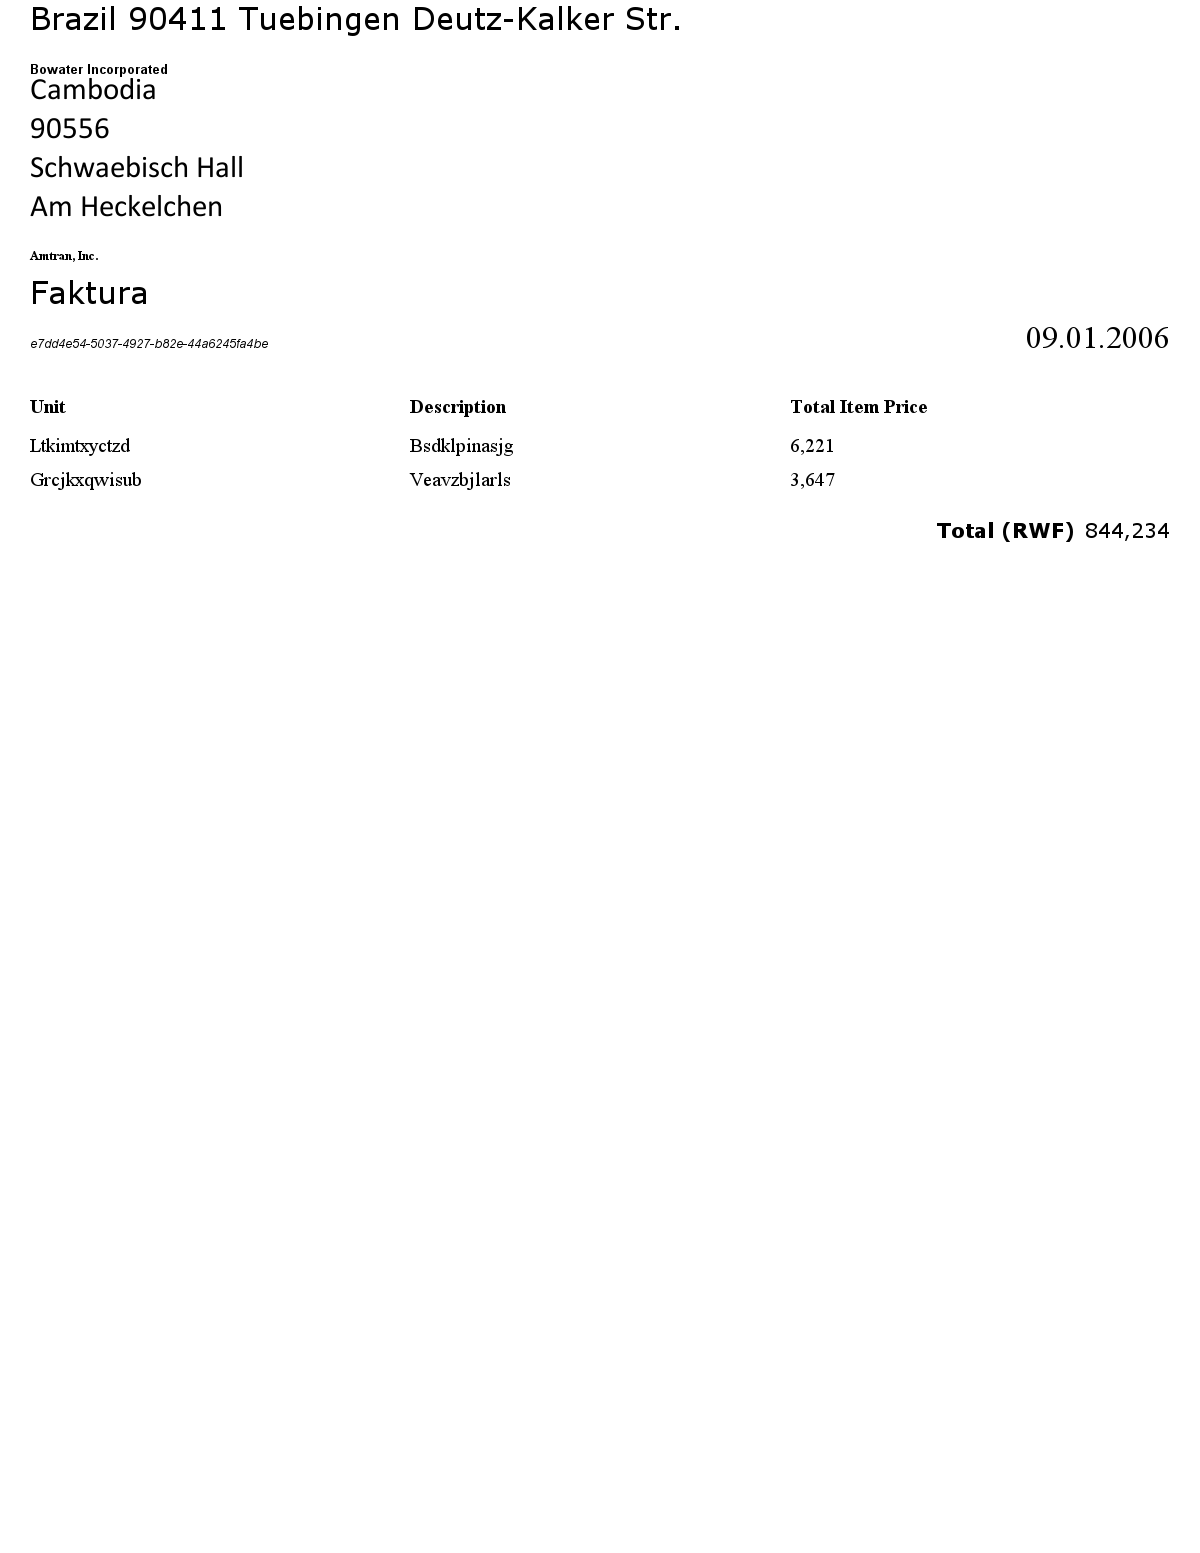 Brazil 90411 Tuebingen Deutz-Kalker Str.
Bowater Incorporated
Cambodia
90556
Schwaebisch Hall
Am Heckelchen
Amtran, Inc.
Faktura
e7dd4e54-5037-4927-b82e-44a6245fa4be 09.01.2006
Unit Description Total Item Price
Ltkimtxyctzd Bsdklpinasjg 6,221
Grcjkxqwisub Veavzbjlarls 3,647
Total (RWF) 844,234